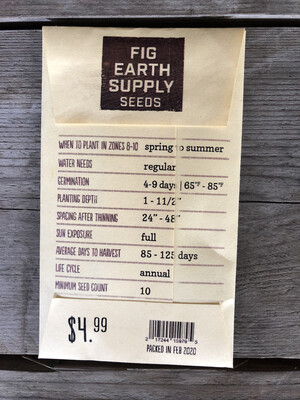 FIG
EARTH
SUPPLY
SEEDS
WHEN TO PLANT IN ZONES 8-10 spring to summer
WATER NEEDS regular
GERMINATION 4-9 days | 65°F - 85°F
PLANTING DEPTH 1 - 11/2"
SPACING AFTER THINNING 24" - 48"
SUN EXPOSURE full
AVERAGE DAYS TO HARVEST 85 - 125 days
LIFE CYCLE annual
MINIMUM SEED COUNT 10
$4.99
PACKED IN FEB 2020